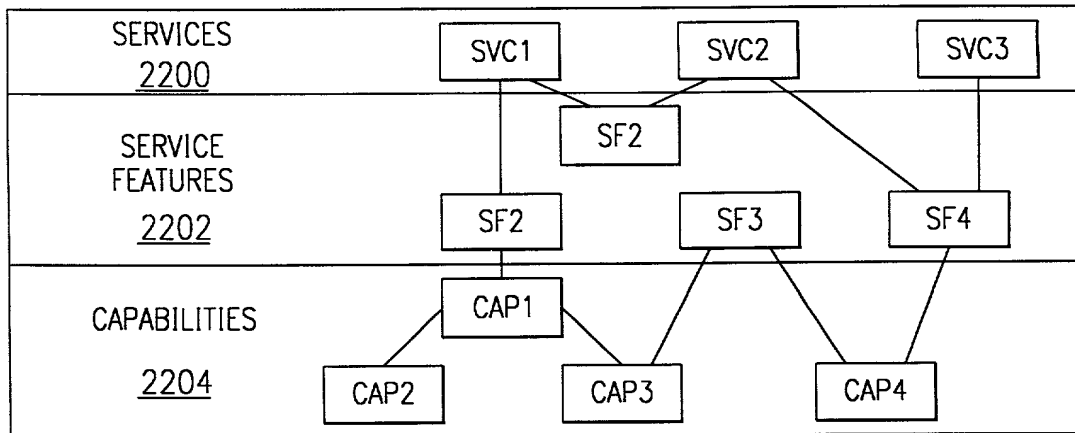 SERVICES
2200
SVC1
SVC2
SVC3
SERVICE
FEATURES
2202
SF2
SF2
SF3
SF4
CAPABILITIES
2204
CAP1
CAP2
CAP3
CAP4